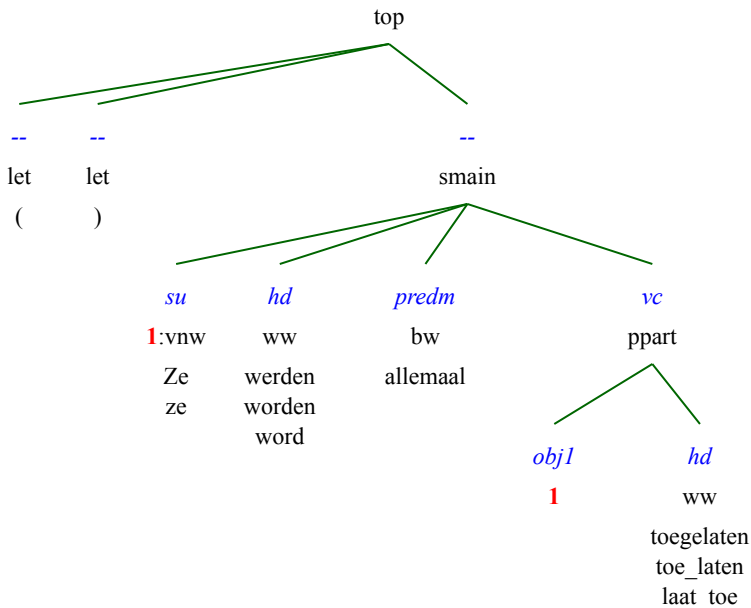 top
-- -- --
let let smain
( )
su hd predm vc
1:vnw ww bw ppart
Ze werden allemaal
ze worden
word
obj1 hd
1 ww
toegelaten
toe_laten
laat_toe